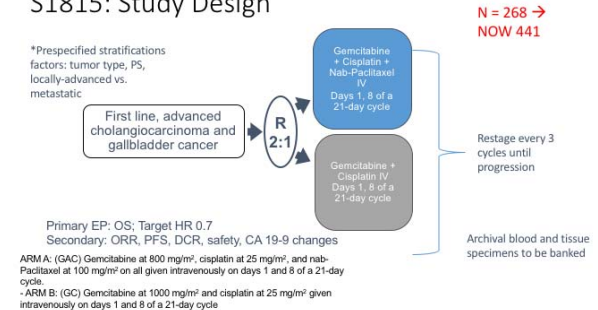 S1815: Study Design
N = 268 →
NOW 441
*Prespecified stratifications
factors: tumor type, PS,
locally-advanced vs.
metastatic
First line, advanced
cholangiocarcinoma and
gallbladder cancer
R
2:1
Gemcitabine
+ Cisplatin +
Nab-Paclitaxel
IV
Days 1, 8 of a
21-day cycle
Gemcitabine +
Cisplatin IV
Days 1, 8 of a
21-day cycle
Restage every 3
cycles until
progression
Archival blood and tissue
specimens to be banked
Primary EP: OS; Target HR 0.7
Secondary: ORR, PFS, DCR, safety, CA 19-9 changes
ARM A: (GAC) Gemcitabine at 800 mg/m², cisplatin at 25 mg/m², and nab-
Paclitaxel at 100 mg/m² on all given intravenously on days 1 and 8 of a 21-day
cycle.
- ARM B: (GC) Gemcitabine at 1000 mg/m² and cisplatin at 25 mg/m² given
intravenously on days 1 and 8 of a 21-day cycle